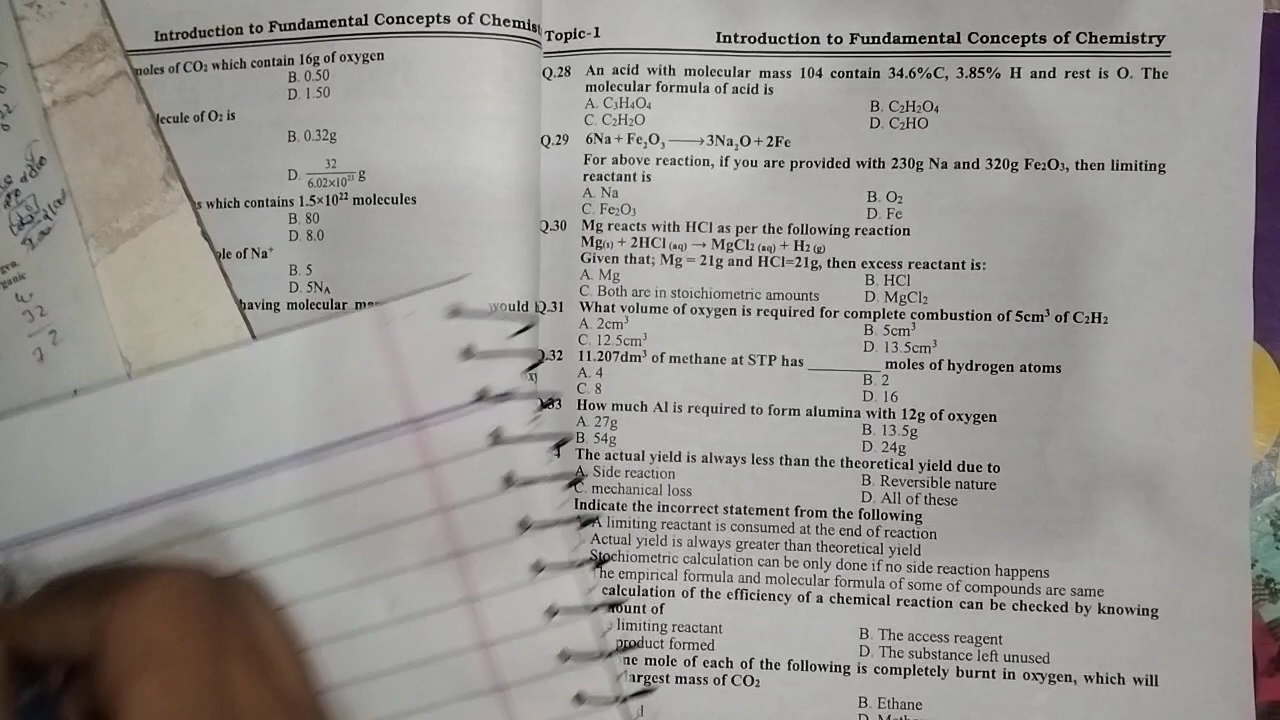 Introduction to Fundamental Concepts of Chemis
moles of CO₂ which contain 16g of oxygen
B. 0.50
D. 1.50
lecule of O₂ is
B. 0.32g
D. 32/6.02×10²³ g
s which contains 1.5×10²² molecules
B. 80
D. 8.0
ole of Na⁺
B. 5
D. 5Nᴀ
having molecular
would
32
72
Topic-1 Introduction to Fundamental Concepts of Chemistry
Q.28 An acid with molecular mass 104 contain 34.6%C, 3.85% H and rest is O. The
molecular formula of acid is
A. C₃H₄O₄ B. C₂H₂O₄
C. C₂H₂O D. C₂HO
Q.29 6Na + Fe₂O₃ ⟶ 3Na₂O + 2Fe
For above reaction, if you are provided with 230g Na and 320g Fe₂O₃, then limiting
reactant is
A. Na B. O₂
C. Fe₂O₃ D. Fe
Q.30 Mg reacts with HCl as per the following reaction
Mg(s) + 2HCl (aq) → MgCl₂ (aq) + H₂ (g)
Given that; Mg = 21g and HCl=21g, then excess reactant is:
A. Mg B. HCl
C. Both are in stoichiometric amounts D. MgCl₂
Q.31 What volume of oxygen is required for complete combustion of 5cm³ of C₂H₂
A. 2cm³ B. 5cm³
C. 12.5cm³ D. 13.5cm³
.32 11.207dm³ of methane at STP has ________ moles of hydrogen atoms
A. 4 B. 2
C. 8 D. 16
33 How much Al is required to form alumina with 12g of oxygen
A. 27g B. 13.5g
B. 54g D. 24g
The actual yield is always less than the theoretical yield due to
A. Side reaction B. Reversible nature
C. mechanical loss D. All of these
Indicate the incorrect statement from the following
A limiting reactant is consumed at the end of reaction
Actual yield is always greater than theoretical yield
Stochiometric calculation can be only done if no side reaction happens
The empirical formula and molecular formula of some of compounds are same
calculation of the efficiency of a chemical reaction can be checked by knowing
mount of
limiting reactant B. The access reagent
product formed D. The substance left unused
ne mole of each of the following is completely burnt in oxygen, which will
largest mass of CO₂
B. Ethane